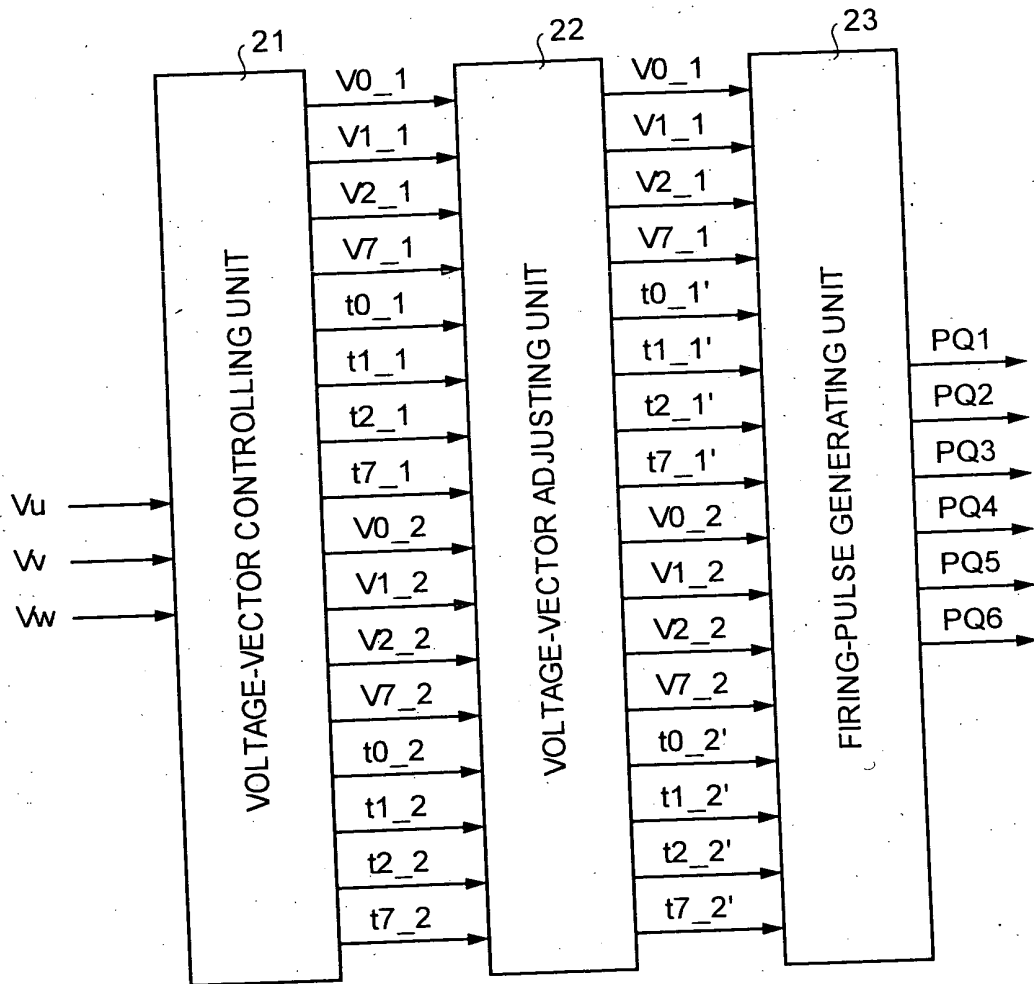 21
22
23
Vu
Vv
Vw
VOLTAGE-VECTOR CONTROLLING UNIT
V0_1
V1_1
V2_1
V7_1
t0_1
t1_1
t2_1
t7_1
V0_2
V1_2
V2_2
V7_2
t0_2
t1_2
t2_2
t7_2
VOLTAGE-VECTOR ADJUSTING UNIT
V0_1
V1_1
V2_1
V7_1
t0_1'
t1_1'
t2_1'
t7_1'
V0_2
V1_2
V2_2
V7_2
t0_2'
t1_2'
t2_2'
t7_2'
FIRING-PULSE GENERATING UNIT
PQ1
PQ2
PQ3
PQ4
PQ5
PQ6